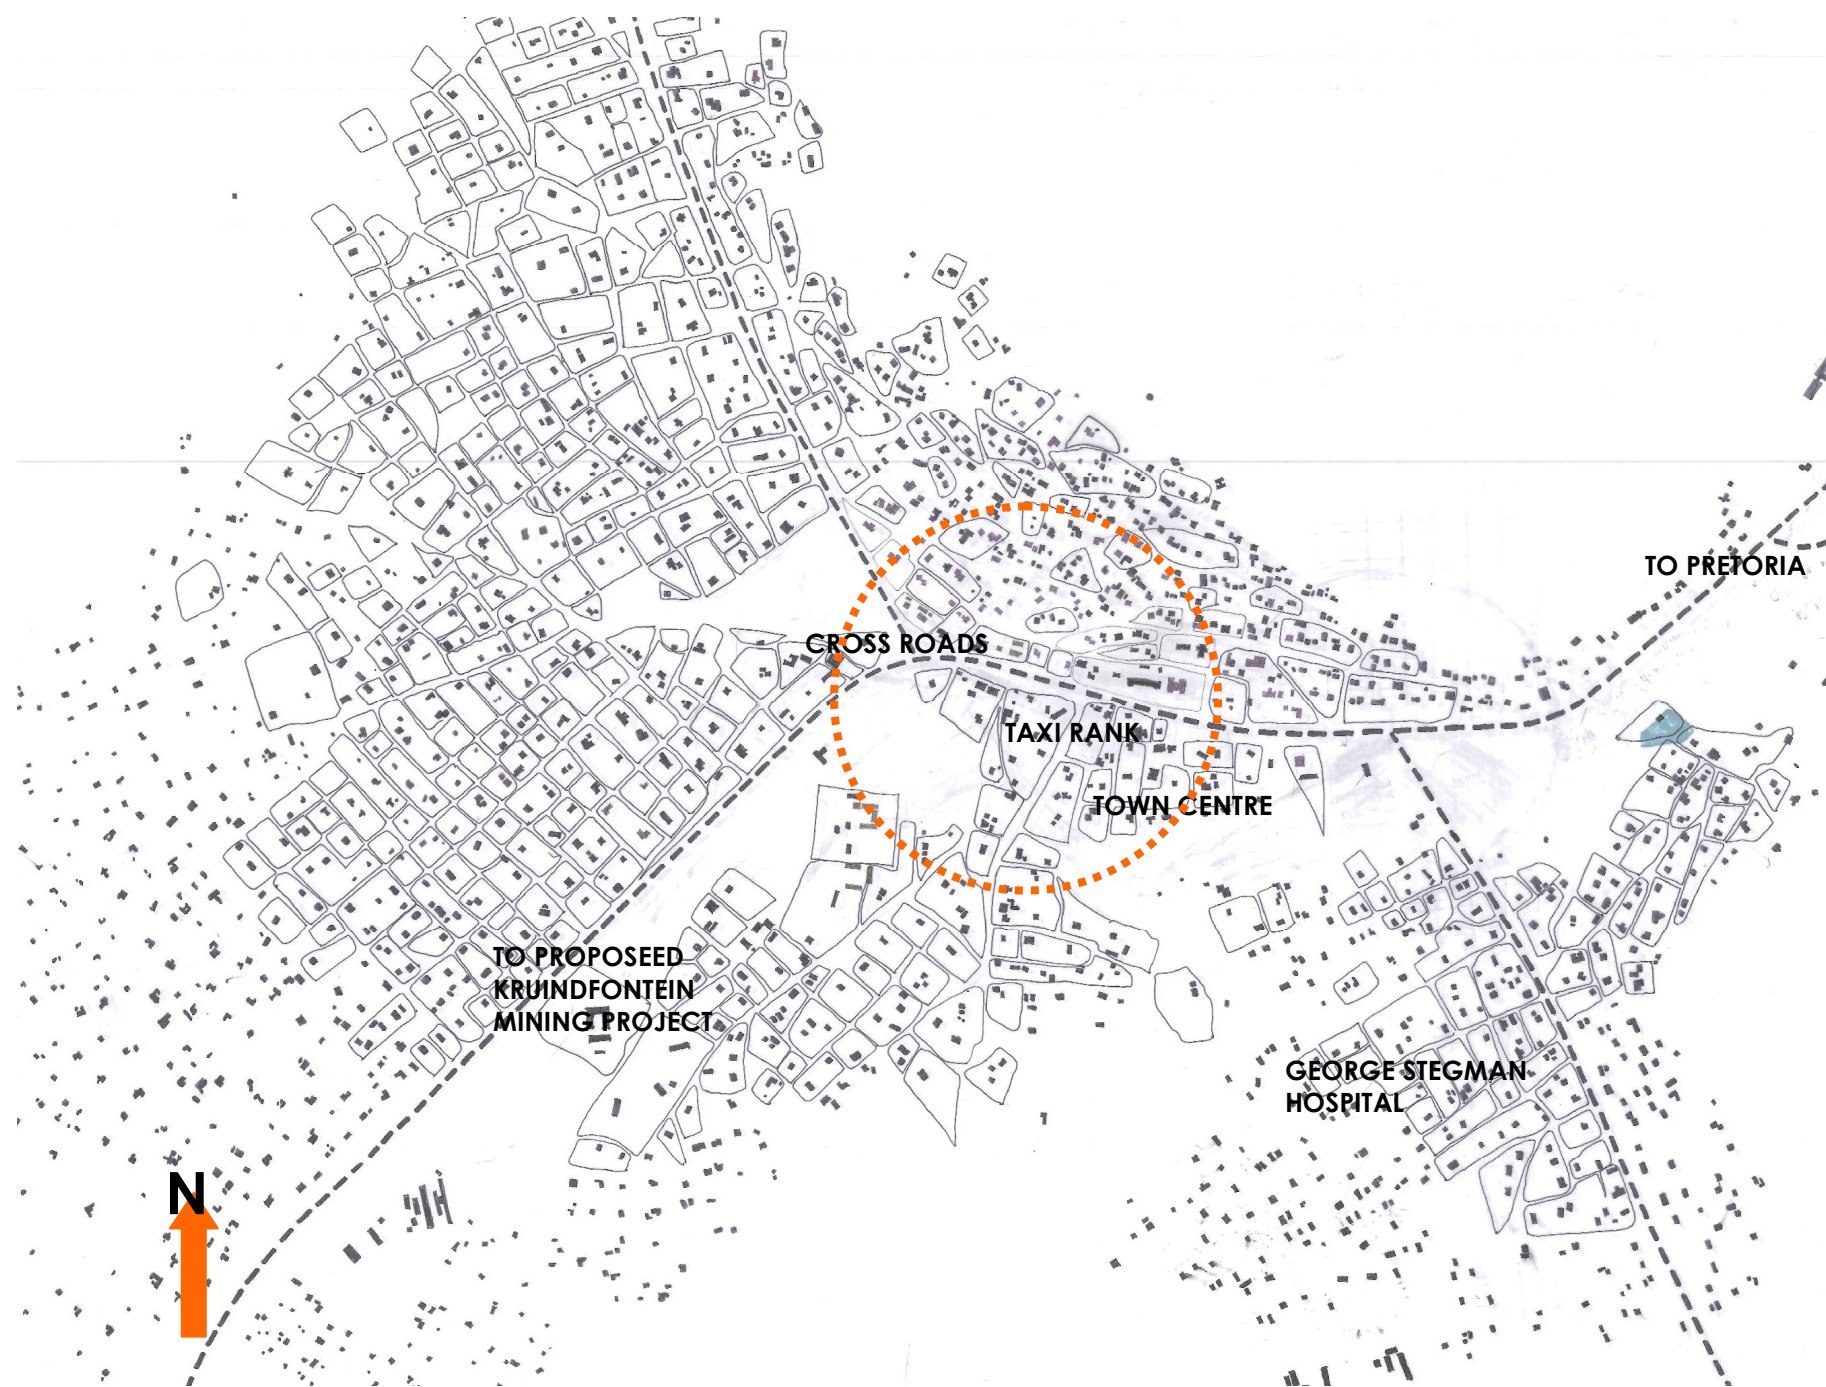 TO PRETORIA
CROSS ROADS
TAXI RANK
TOWN CENTRE
TO PROPOSEED
KRUINDFONTEIN
MINING PROJECT
GEORGE STEGMAN
HOSPITAL
N